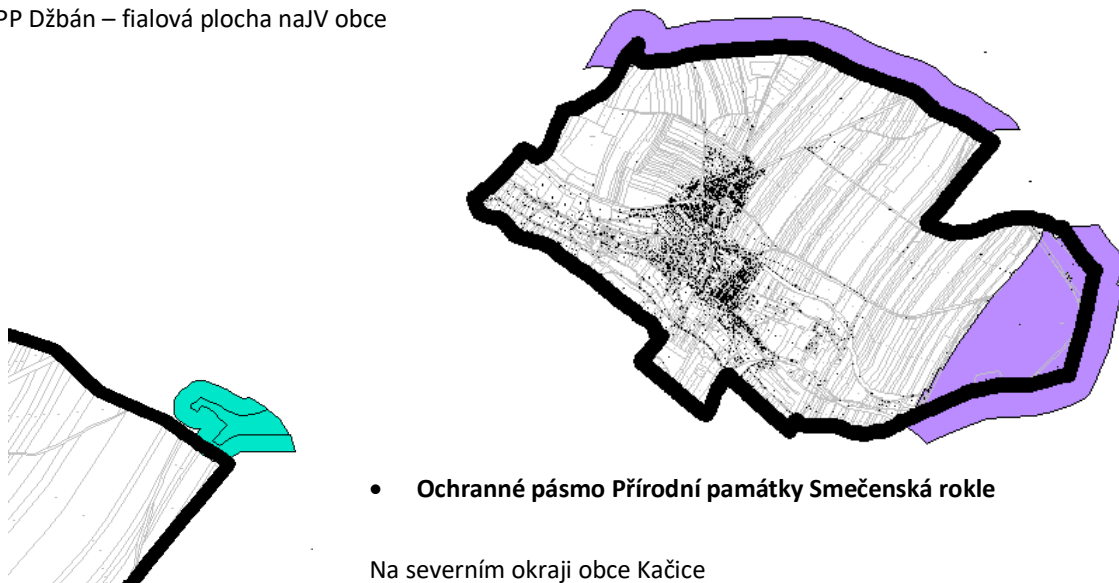 PP Džbán – fialová plocha naJV obce
• Ochranné pásmo Přírodní památky Smečenská rokle
Na severním okraji obce Kačice